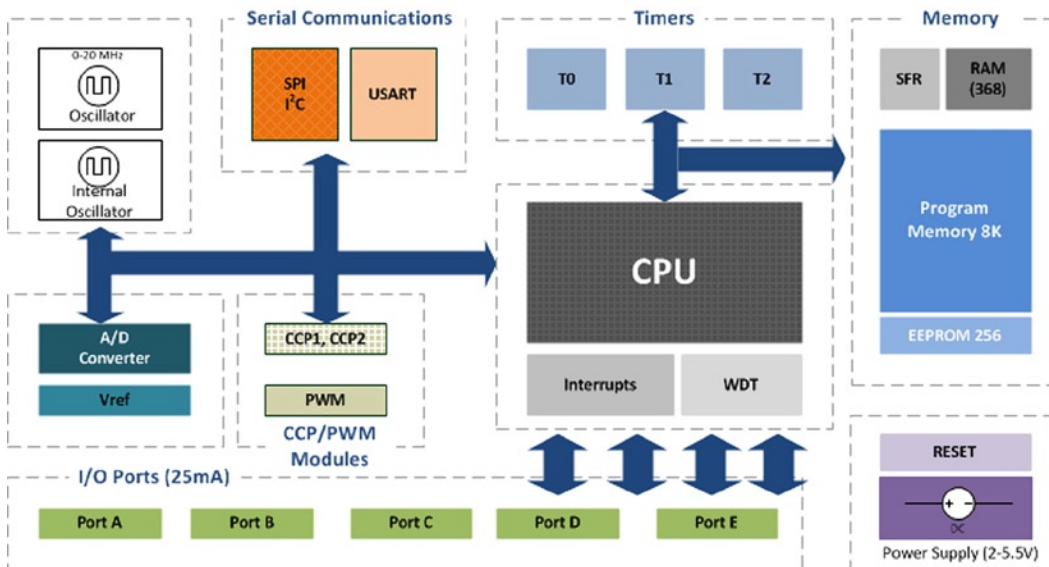 0-20 MHz
Oscillator
Internal
Oscillator
Serial Communications
SPI
I²C
USART
Timers
T0
T1
T2
Memory
SFR
RAM
(368)
Program
Memory 8K
EEPROM 256
CPU
Interrupts
WDT
A/D
Converter
Vref
CCP1, CCP2
PWM
CCP/PWM
Modules
I/O Ports (25mA)
Port A
Port B
Port C
Port D
Port E
RESET
+ -
DC
Power Supply (2-5.5V)